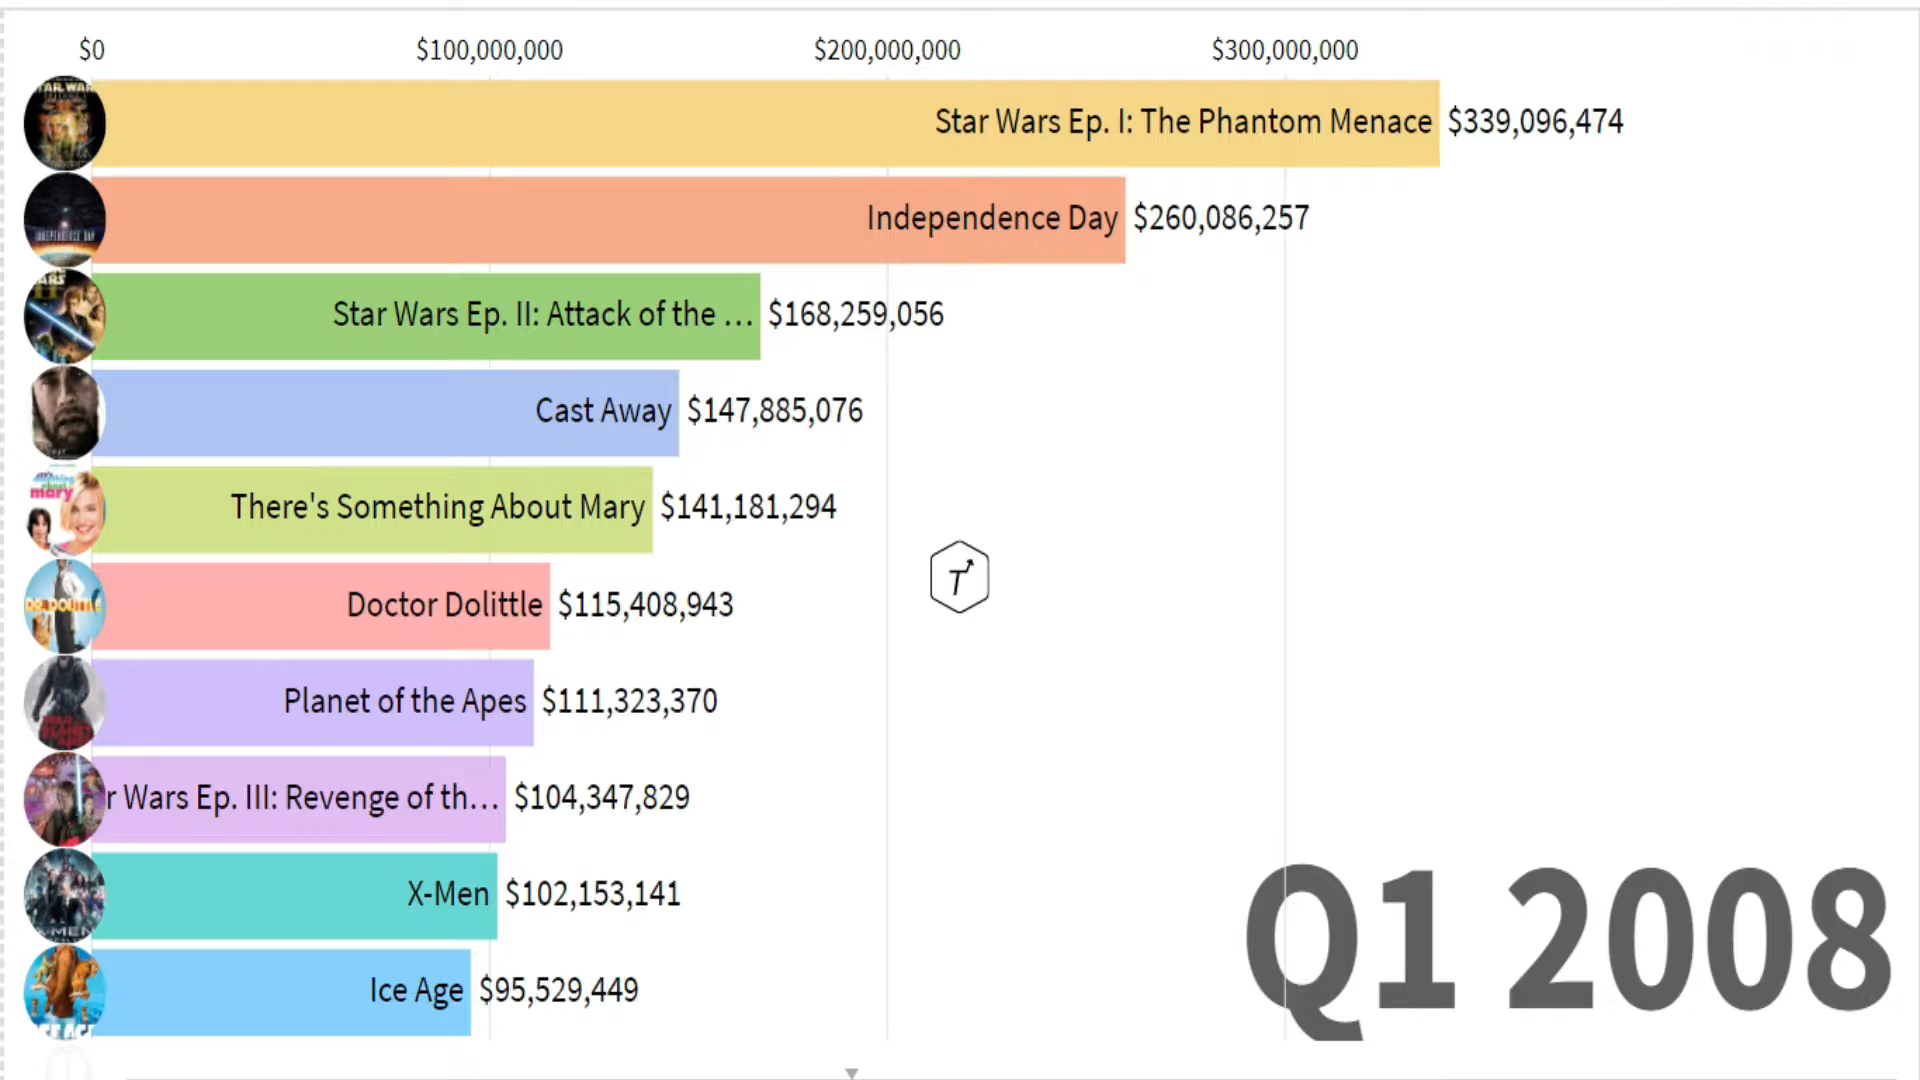 $0 $100,000,000 $200,000,000 $300,000,000
Star Wars Ep. I: The Phantom Menace $339,096,474
Independence Day $260,086,257
Star Wars Ep. II: Attack of the ... $168,259,056
Cast Away $147,885,076
mary
There's Something About Mary $141,181,294
DR. DOLITTLE
Doctor Dolittle $115,408,943
Planet of the Apes $111,323,370
r Wars Ep. III: Revenge of th... $104,347,829
X-Men $102,153,141
Ice Age $95,529,449
Q1 2008